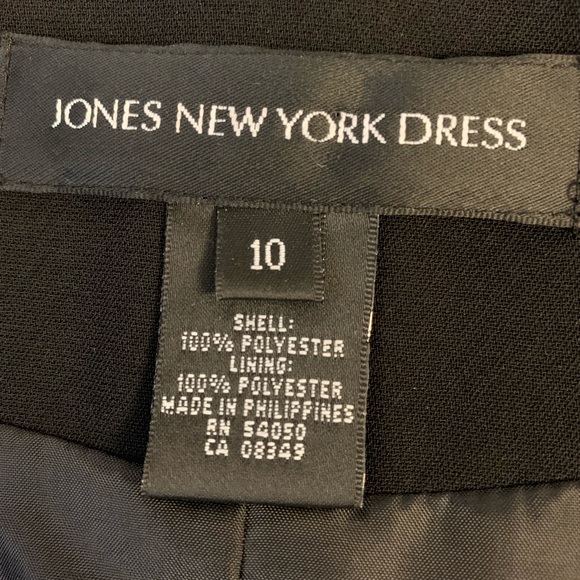 JONES NEW YORK DRESS
10
SHELL:
100% POLYESTER
LINING:
100% POLYESTER
MADE IN PHILIPPINES
RN 54050
CA 08349